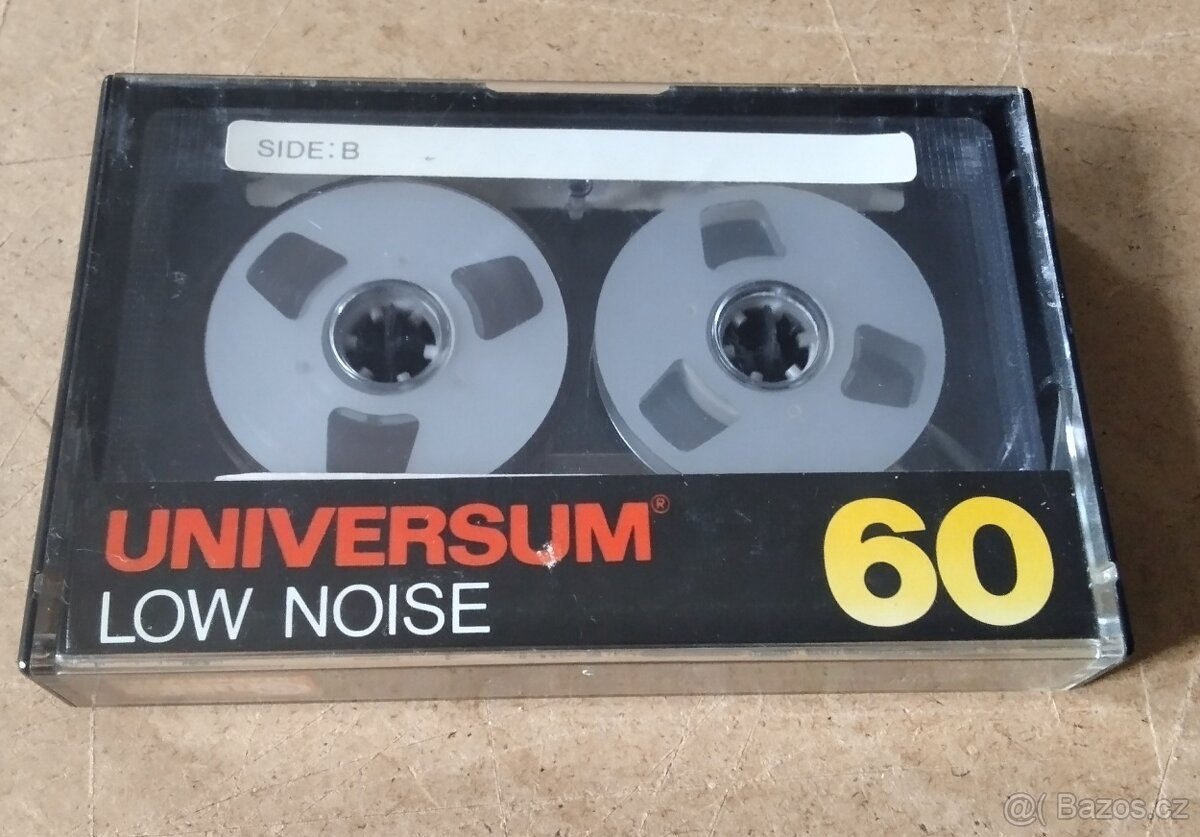 SIDE: B
UNIVERSUM®
60
LOW NOISE
@( Bazos.cz